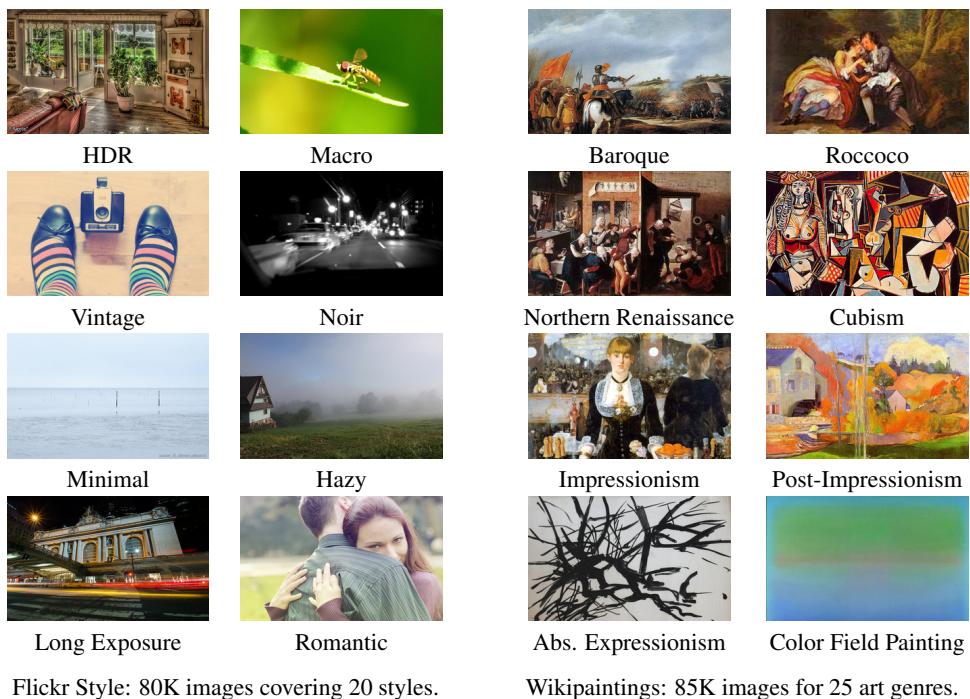 HDR
Macro
Baroque
Roccoco
Vintage
Noir
Northern Renaissance
Cubism
Minimal
Hazy
Impressionism
Post-Impressionism
Long Exposure
Romantic
Abs. Expressionism
Color Field Painting
Flickr Style: 80K images covering 20 styles.
Wikipaintings: 85K images for 25 art genres.